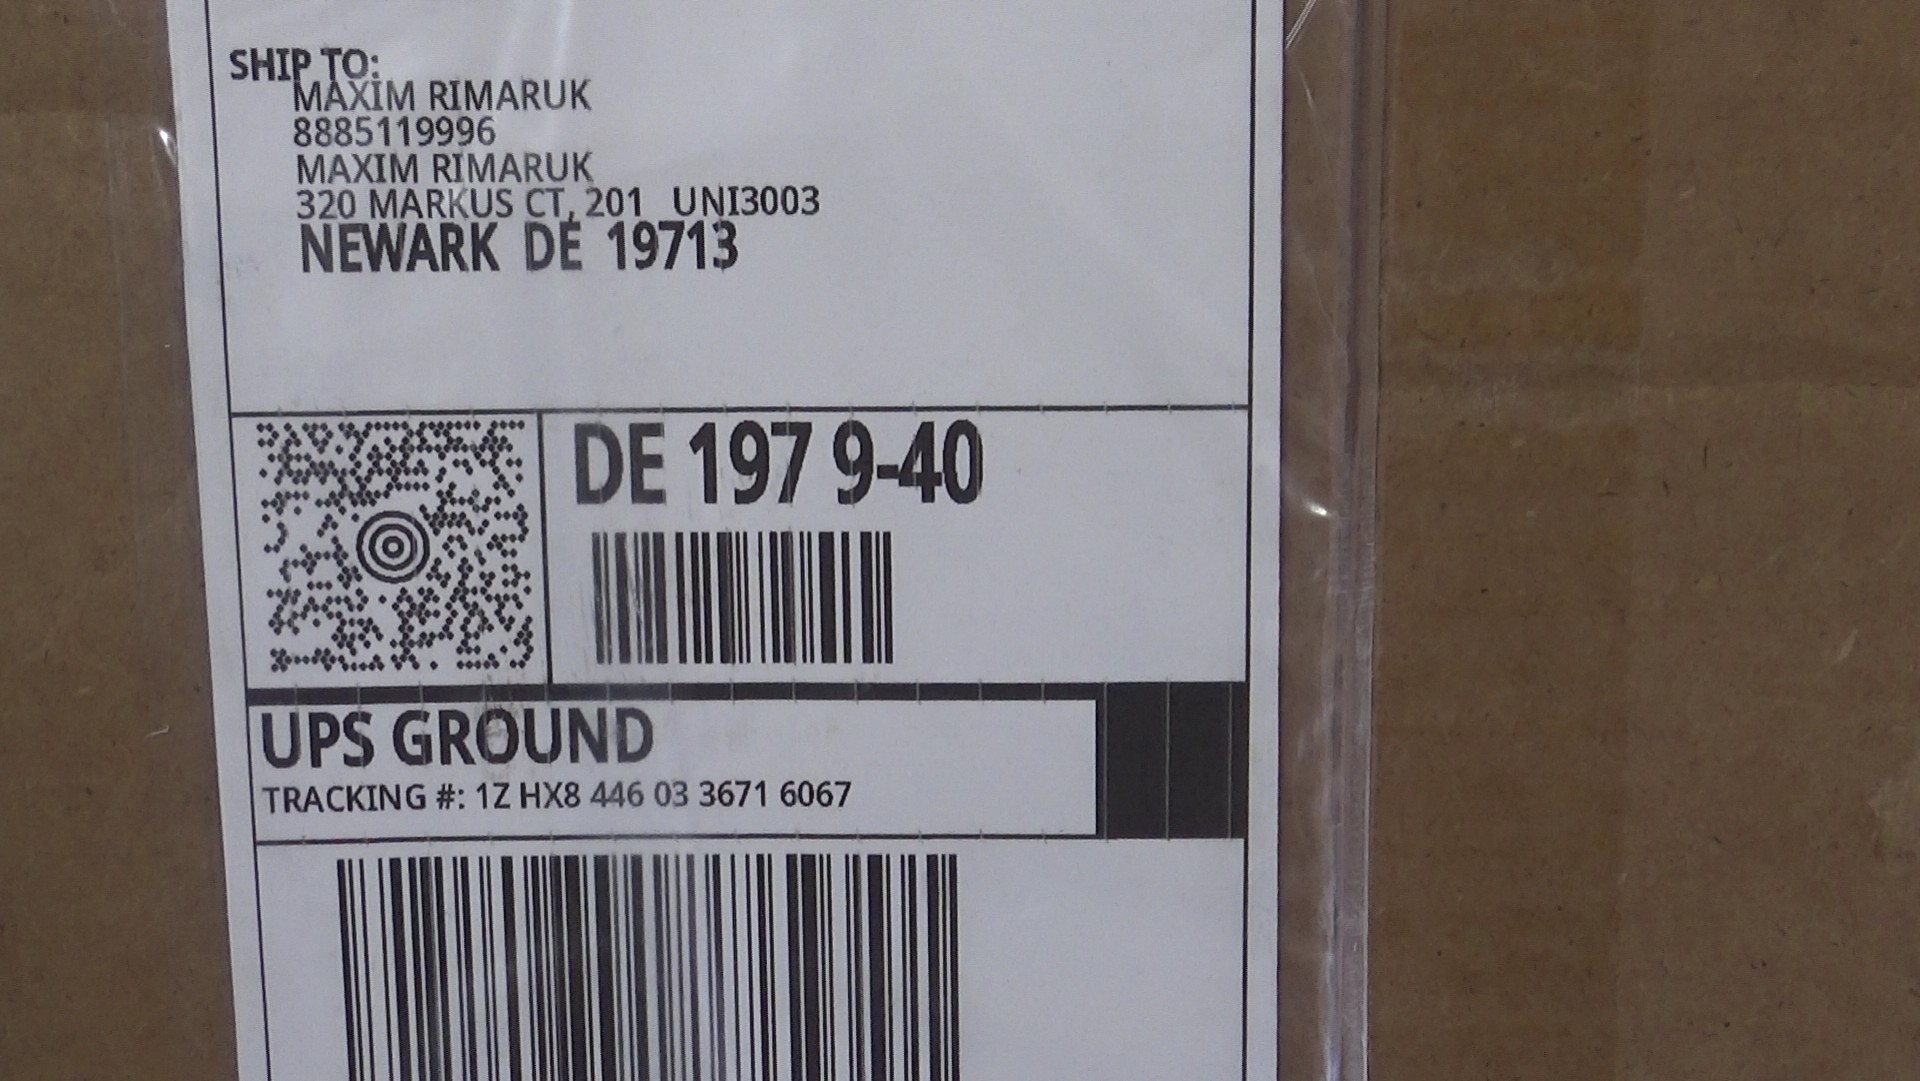 SHIP TO:
MAXIM RIMARUK
8885119996
MAXIM RIMARUK
320 MARKUS CT, 201 UNI3003
NEWARK DE 19713
DE 197 9-40
UPS GROUND
TRACKING #: 1Z HX8 446 03 3671 6067